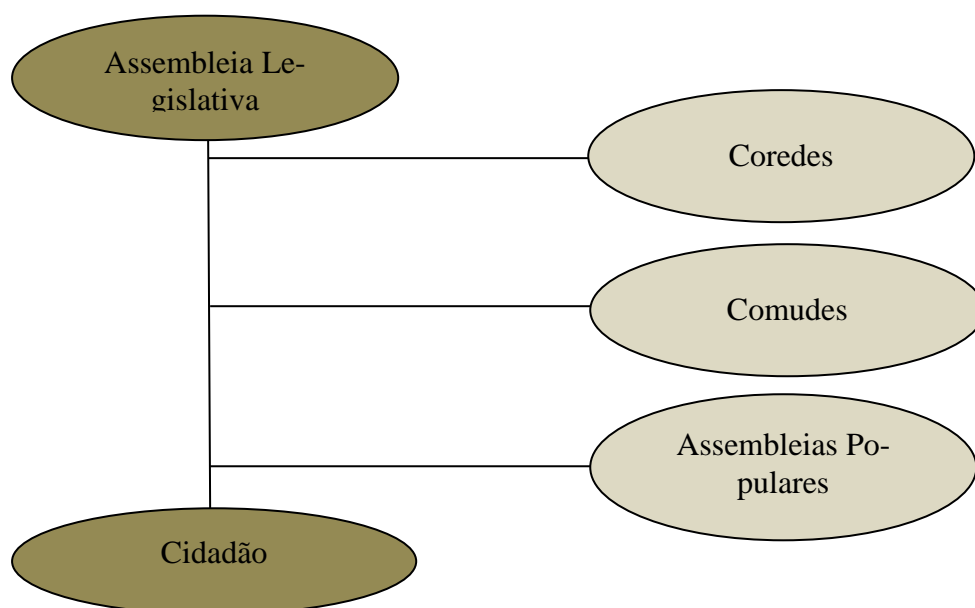 Assembleia Le-
gislativa
Coredes
Comudes
Assembleias Po-
pulares
Cidadão